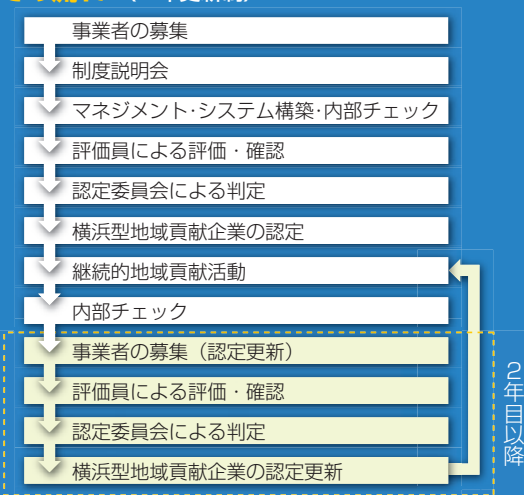 事業者の募集
制度説明会
マネジメント・システム構築・内部チェック
評価員による評価・確認
認定委員会による判定
横浜型地域貢献企業の認定
継続的地域貢献活動
内部チェック
事業者の募集（認定更新）
評価員による評価・確認
認定委員会による判定
横浜型地域貢献企業の認定更新
２年目以降